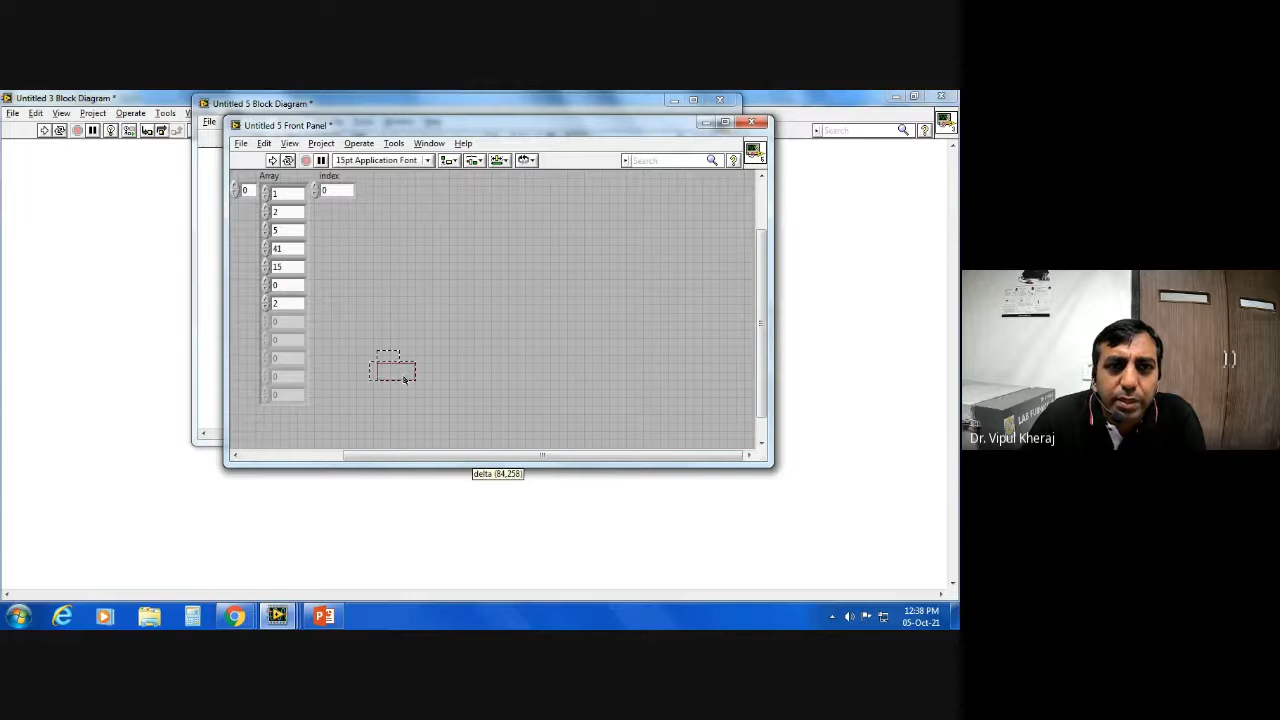 Untitled 3 Block Diagram *
File Edit View Project Operate Tools
Search
Untitled 5 Block Diagram *
File
Untitled 5 Front Panel *
File Edit View Project Operate Tools Window Help
15pt Application Font
Search
Array
index
0
0
1
2
5
41
15
0
2
0
0
0
0
0
delta (84,258)
Dr. Vipul Kheraj
12:38 PM
05-Oct-21